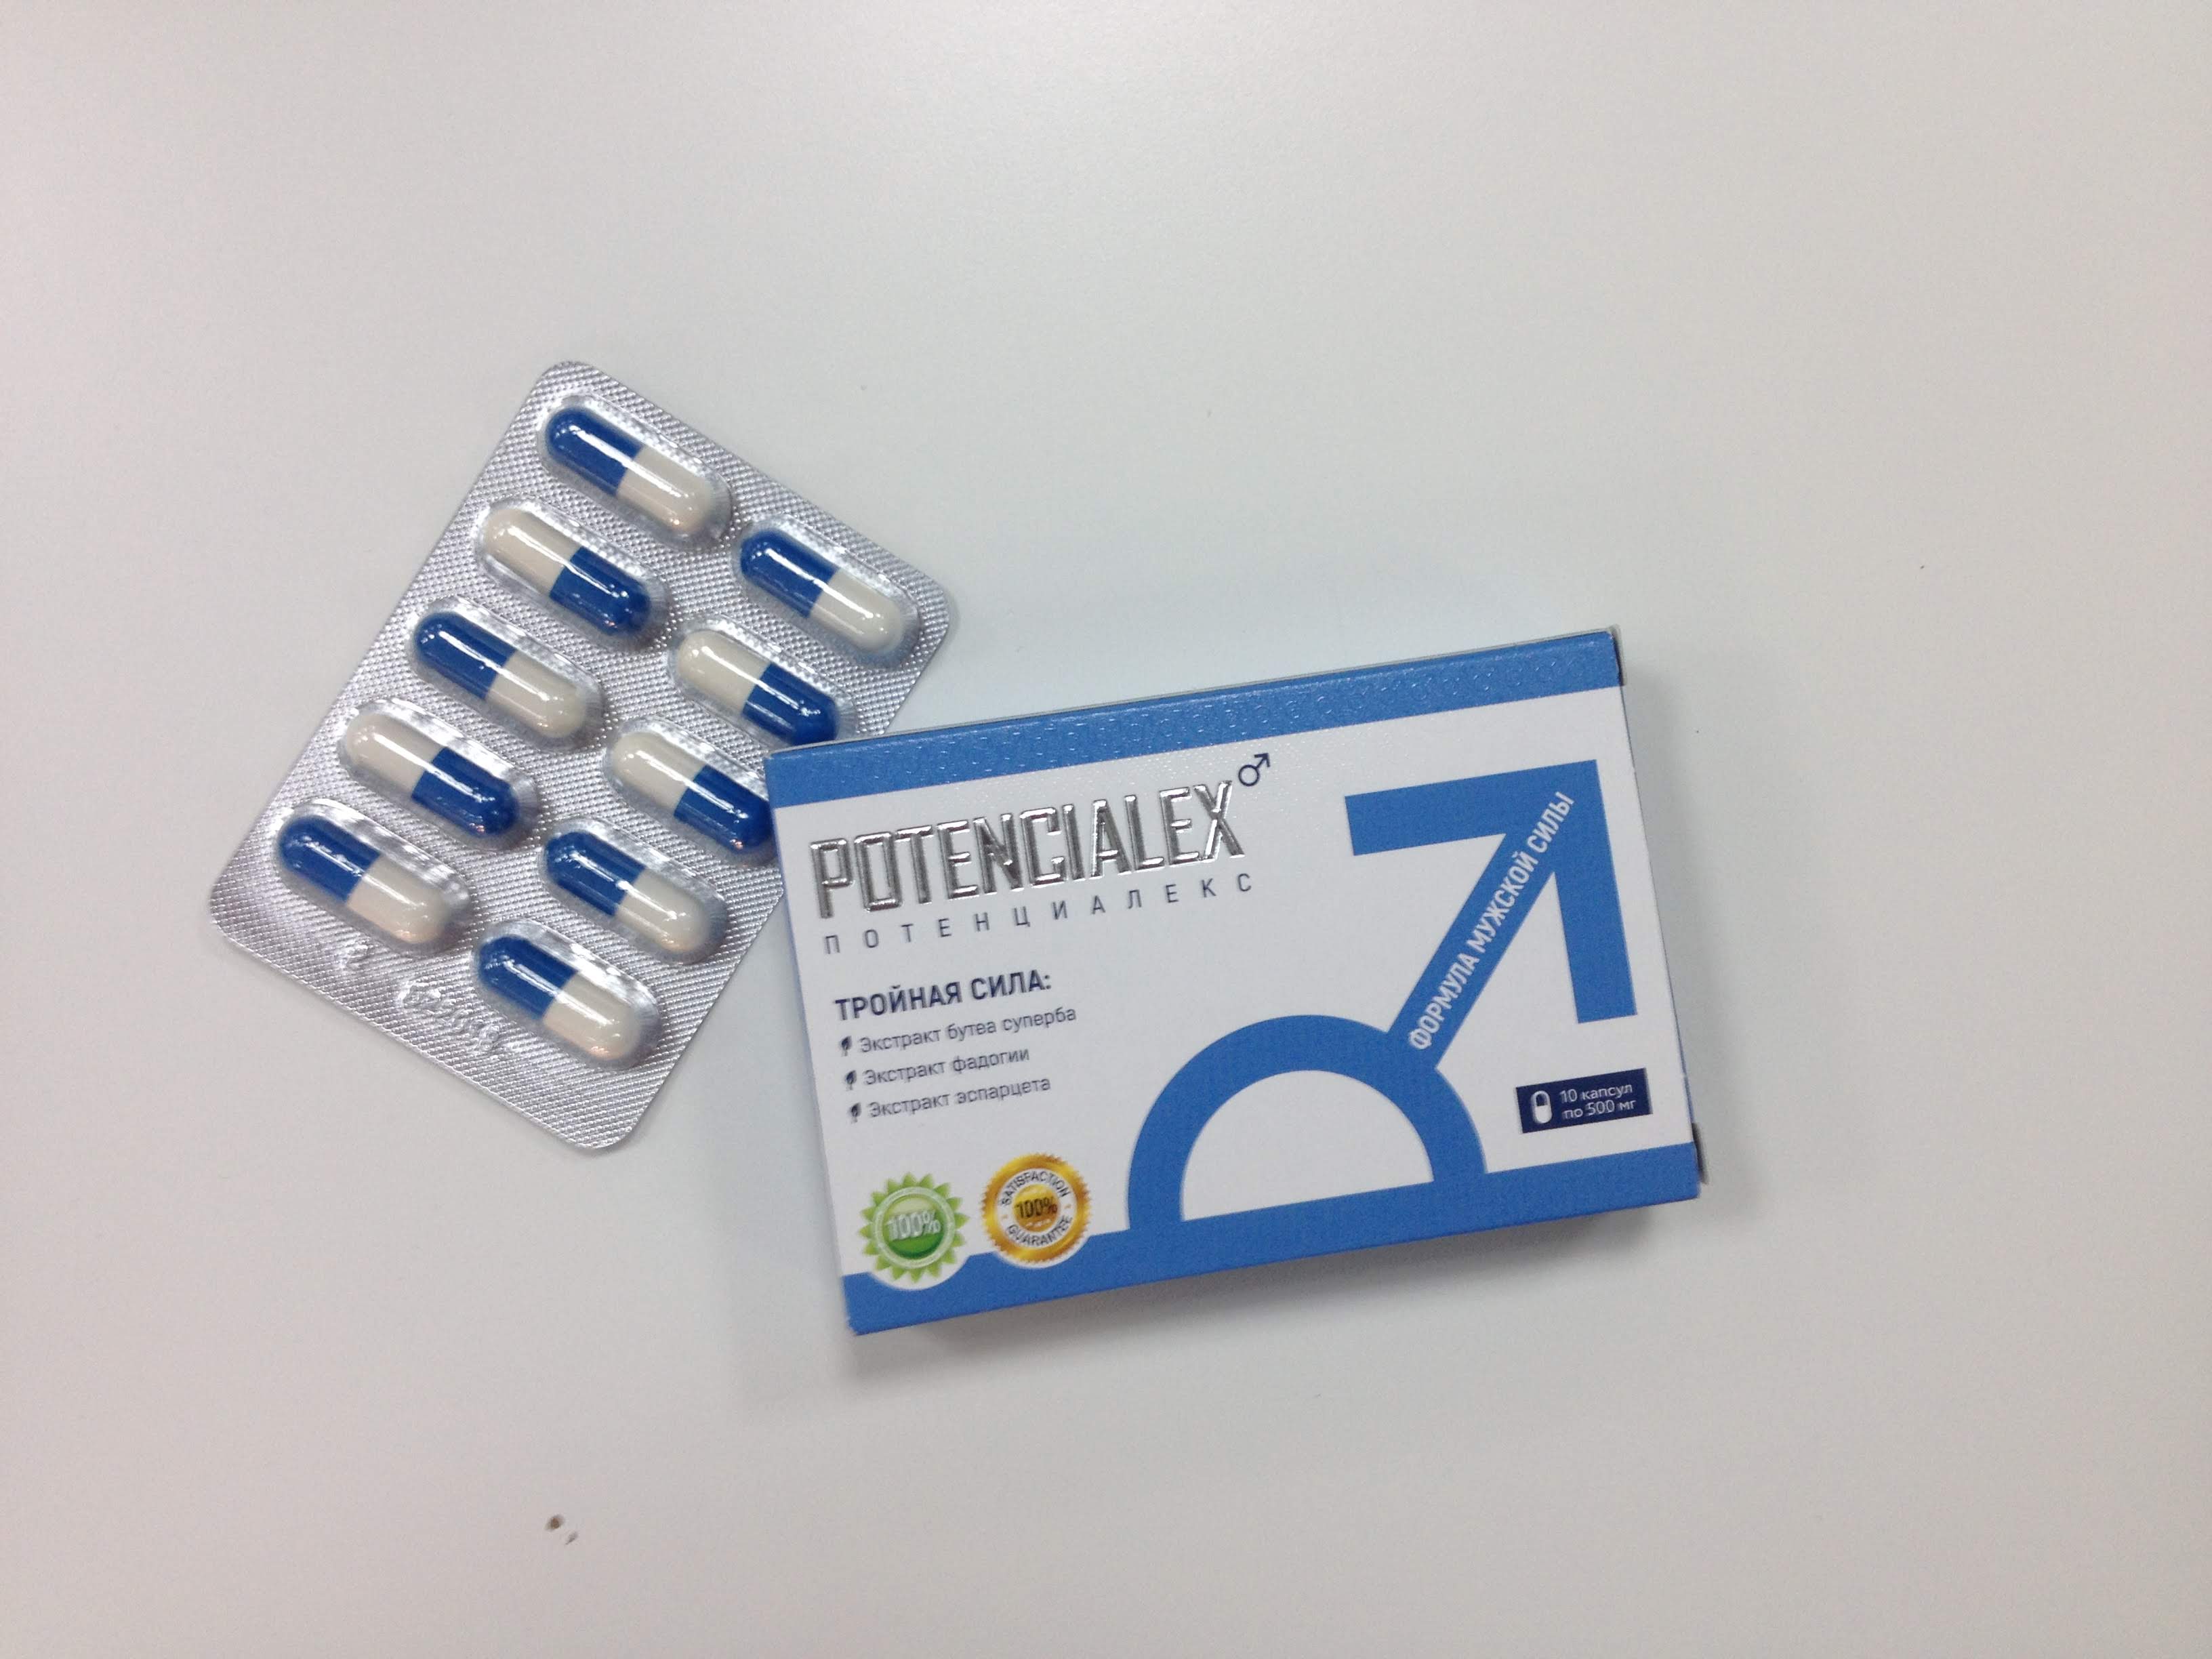 POTENCIALEX
ПОТЕНЦИАЛЕКС
ТРОЙНАЯ СИЛА:
Экстракт бутеа суперба
Экстракт фадогии
Экстракт эспарцета
100%
SATISFACTION
100%
GUARANTEE
ФОРМУЛА МУЖСКОЙ СИЛЫ
10 капсул
по 500 мг